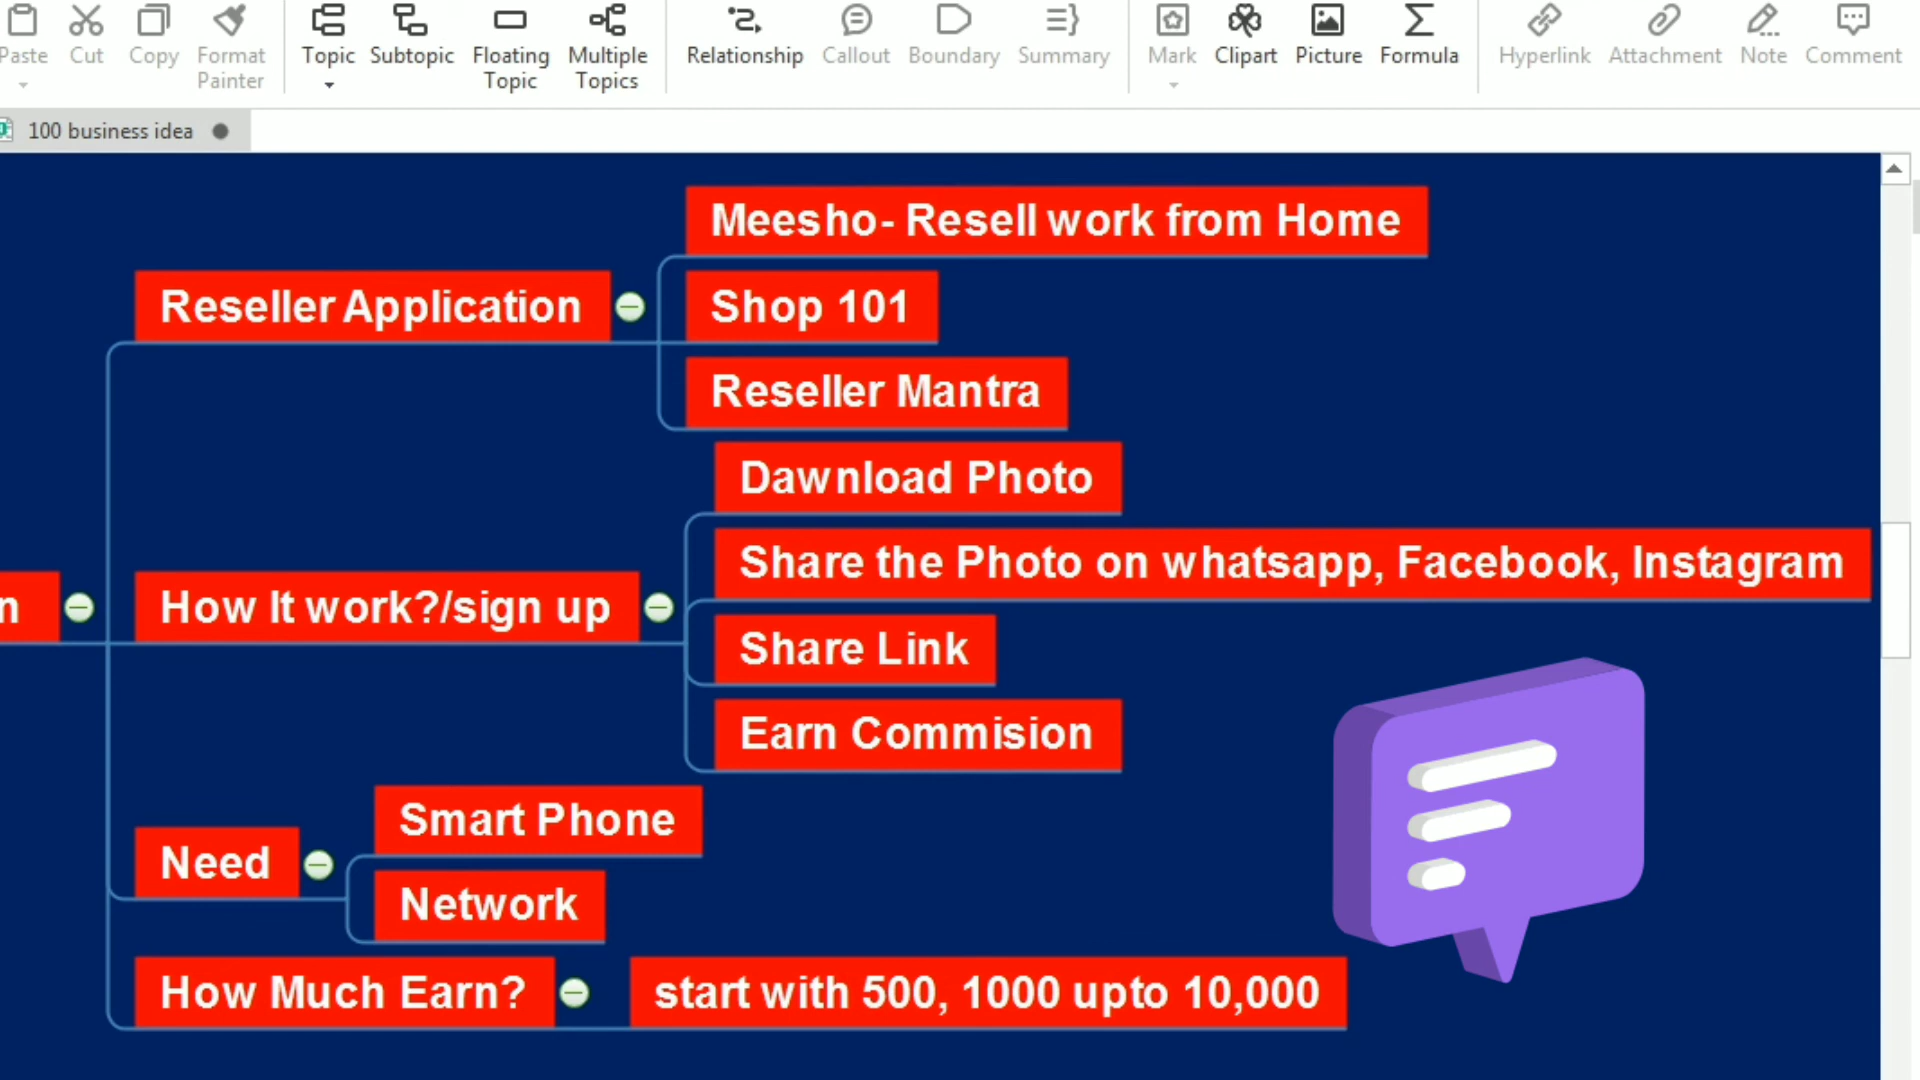 Paste
Cut
Copy
Format
Painter
Topic
Subtopic
Floating
Topic
Multiple
Topics
Relationship
Callout
Boundary
Summary
Mark
Clipart
Picture
Formula
Hyperlink
Attachment
Note
Comment
100 business idea
Meesho- Resell work from Home
Reseller Application
Shop 101
Reseller Mantra
Dawnload Photo
Share the Photo on whatsapp, Facebook, Instagram
n
How It work?/sign up
Share Link
Earn Commision
Smart Phone
Need
Network
How Much Earn?
start with 500, 1000 upto 10,000